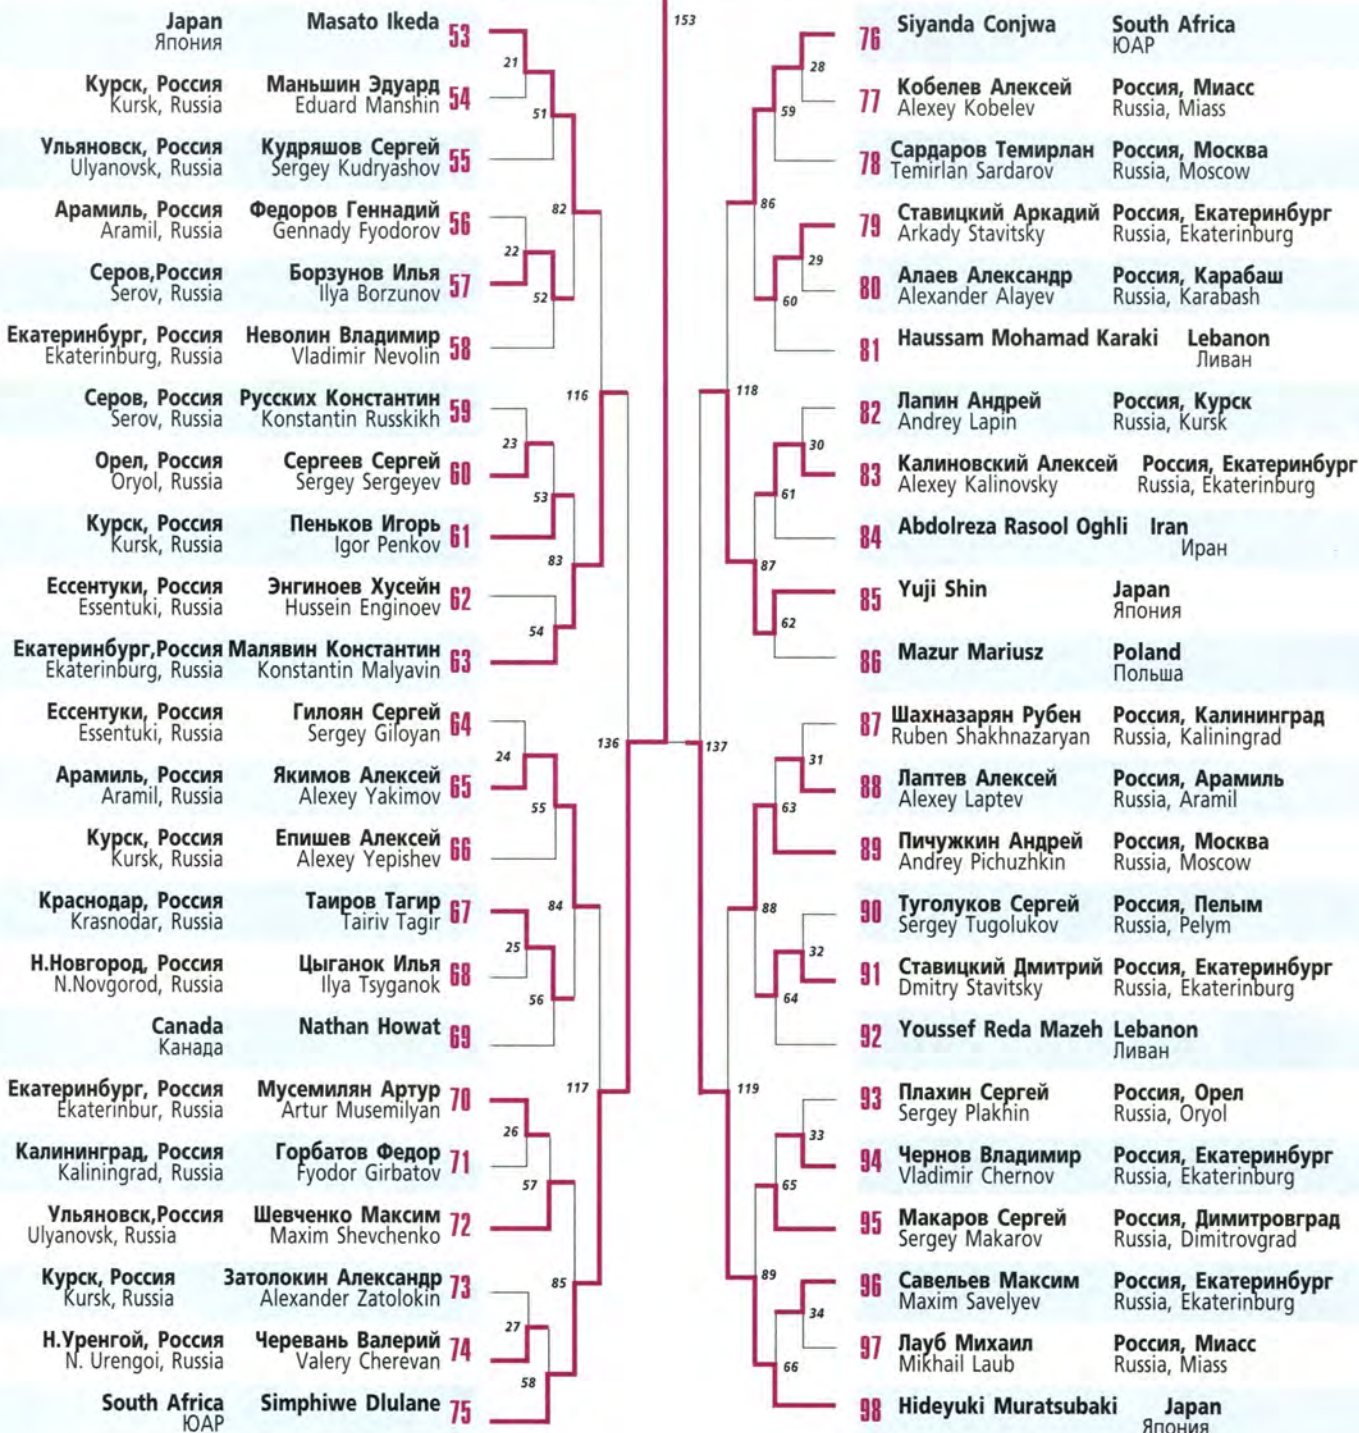 153
Japan Masato Ikeda 53
Япония
21
Курск, Россия Маньшин Эдуард 54
Kursk, Russia Eduard Manshin
51
Ульяновск, Россия Кудряшов Сергей 55
Ulyanovsk, Russia Sergey Kudryashov
82
Арамиль, Россия Федоров Геннадий 56
Aramil, Russia Gennady Fyodorov
22
Серов,Россия Борзунов Илья 57
Serov, Russia Ilya Borzunov
52
Екатеринбург, Россия Неволин Владимир 58
Ekaterinburg, Russia Vladimir Nevolin
116
Серов, Россия Русских Константин 59
Serov, Russia Konstantin Russkikh
23
Орел, Россия Сергеев Сергей 60
Oryol, Russia Sergey Sergeyev
53
Курск, Россия Пеньков Игорь 61
Kursk, Russia Igor Penkov
83
Ессентуки, Россия Энгиноев Хусейн 62
Essentuki, Russia Hussein Enginoev
54
Екатеринбург,Россия Малявин Константин 63
Ekaterinburg, Russia Konstantin Malyavin
Ессентуки, Россия Гилоян Сергей 64
Essentuki, Russia Sergey Giloyan
136
24
Арамиль, Россия Якимов Алексей 65
Aramil, Russia Alexey Yakimov
55
Курск, Россия Епишев Алексей 66
Kursk, Russia Alexey Yepishev
84
Краснодар, Россия Таиров Тагир 67
Krasnodar, Russia Tairiv Tagir
25
Н.Новгород, Россия Цыганок Илья 68
N.Novgorod, Russia Ilya Tsyganok
56
Canada Nathan Howat 69
Канада
117
Екатеринбург, Россия Мусемилян Артур 70
Ekaterinbur, Russia Artur Musemilyan
26
Калининград, Россия Горбатов Федор 71
Kaliningrad, Russia Fyodor Girbatov
57
Ульяновск,Россия Шевченко Максим 72
Ulyanovsk, Russia Maxim Shevchenko
85
Курск, Россия Затолокин Александр 73
Kursk, Russia Alexander Zatolokin
27
Н.Уренгой, Россия Черевань Валерий 74
N. Urengoi, Russia Valery Cherevan
58
South Africa Simphiwe Dlulane 75
ЮАР
76 Siyanda Conjwa South Africa
ЮАР
28
77 Кобелев Алексей Россия, Миасс
Alexey Kobelev Russia, Miass
59
78 Сардаров Темирлан Россия, Москва
Temirlan Sardarov Russia, Moscow
86
79 Ставицкий Аркадий Россия, Екатеринбург
Arkady Stavitsky Russia, Ekaterinburg
29
80 Алаев Александр Россия, Карабаш
Alexander Alayev Russia, Karabash
60
81 Haussam Mohamad Karaki Lebanon
Ливан
118
82 Лапин Андрей Россия, Курск
Andrey Lapin Russia, Kursk
30
83 Калиновский Алексей Россия, Екатеринбург
Alexey Kalinovsky Russia, Ekaterinburg
61
84 Abdolreza Rasool Oghli Iran
Иран
87
85 Yuji Shin Japan
Япония
62
86 Mazur Mariusz Poland
Польша
87 Шахназарян Рубен Россия, Калининград
Ruben Shakhnazaryan Russia, Kaliningrad
137
31
88 Лаптев Алексей Россия, Арамиль
Alexey Laptev Russia, Aramil
63
89 Пичужкин Андрей Россия, Москва
Andrey Pichuzhkin Russia, Moscow
88
90 Туголуков Сергей Россия, Пелым
Sergey Tugolukov Russia, Pelym
32
91 Ставицкий Дмитрий Россия, Екатеринбург
Dmitry Stavitsky Russia, Ekaterinburg
64
92 Youssef Reda Mazeh Lebanon
Ливан
119
93 Плахин Сергей Россия, Орел
Sergey Plakhin Russia, Oryol
33
94 Чернов Владимир Россия, Екатеринбург
Vladimir Chernov Russia, Ekaterinburg
65
95 Макаров Сергей Россия, Димитровград
Sergey Makarov Russia, Dimitrovgrad
89
96 Савельев Максим Россия, Екатеринбург
Maxim Savelyev Russia, Ekaterinburg
34
97 Лауб Михаил Россия, Миасс
Mikhail Laub Russia, Miass
66
98 Hideyuki Muratsubaki Japan
Япония